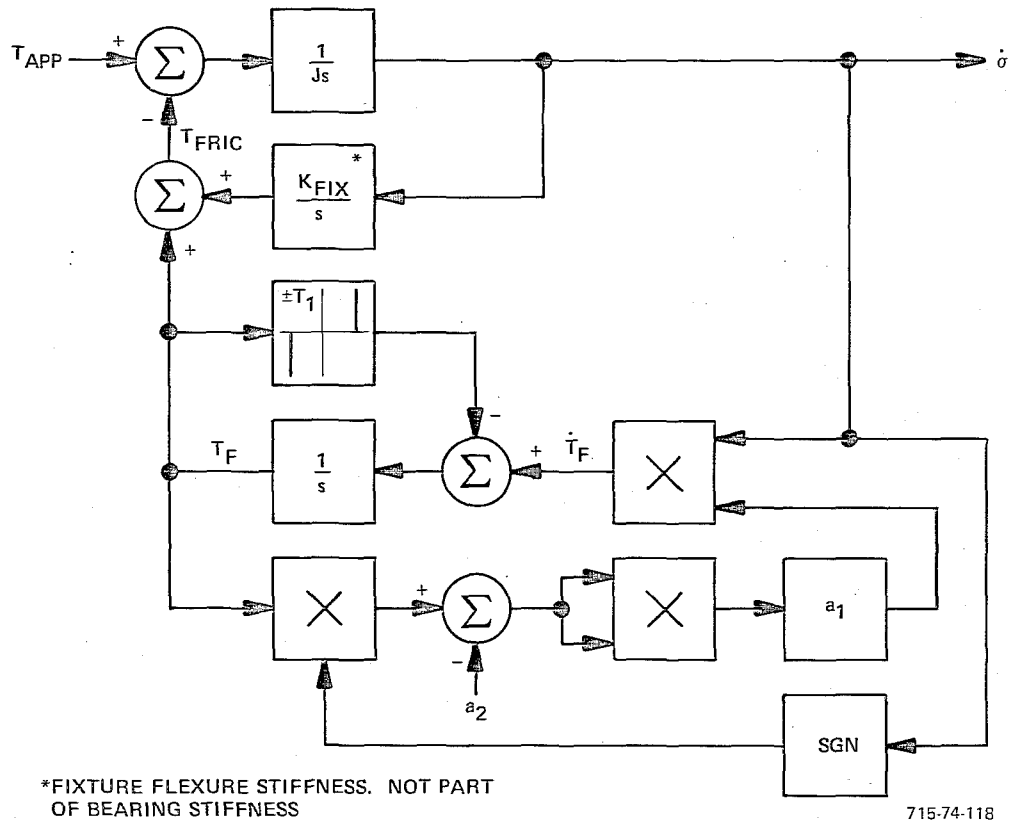 T_APP + Σ 1/Js σ̇
− T_FRIC
Σ + K_FIX/s *
+
±T_1
−
T_F 1/s Σ + Ṫ_F ×
× + Σ × a_1
−
a_2
SGN
*FIXTURE FLEXURE STIFFNESS. NOT PART
OF BEARING STIFFNESS
715-74-118